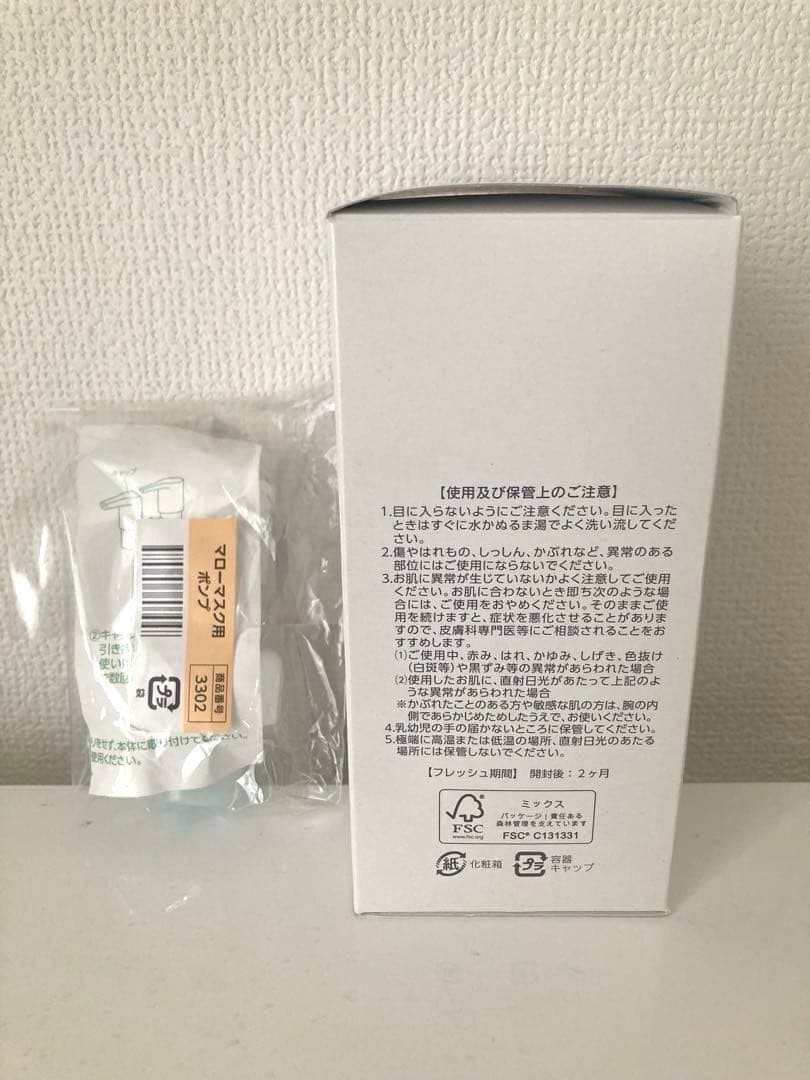 キャップ
マローマスク用
ポンプ
商品番号
3302
プラ
袋
②キャッ
引き
使い
数回
をせず、本体に取り付けてください。
使用ください。
【使用及び保管上のご注意】
1.目に入らないようにご注意ください。目に入った
ときはすぐに水かぬるま湯でよく洗い流してくだ
さい。
2.傷やはれもの、しっしん、かぶれなど、異常のある
部位にはご使用にならないでください。
3.お肌に異常が生じていないかよく注意してご使用
ください。お肌に合わないとき即ち次のような場
合には、ご使用をおやめください。そのままご使
用を続けますと、症状を悪化させることがありま
すので、皮膚科専門医等にご相談されることをお
すすめします。
(1)ご使用中、赤み、はれ、かゆみ、しげき、色抜け
(白斑等)や黒ずみ等の異常があらわれた場合
(2)使用したお肌に、直射日光があたって上記のよ
うな異常があらわれた場合
※かぶれたことのある方や敏感な肌の方は、腕の内
側であらかじめためしたうえで、お使いください。
4.乳幼児の手の届かないところに保管してください。
5.極端に高温または低温の場所、直射日光のあたる
場所には保管しないでください。
【フレッシュ期間】 開封後：2ヶ月
FSC
www.fsc.org
ミックス
パッケージ｜責任ある
森林管理を支えています
FSC® C131331
紙 化粧箱
プラ 容器
キャップ